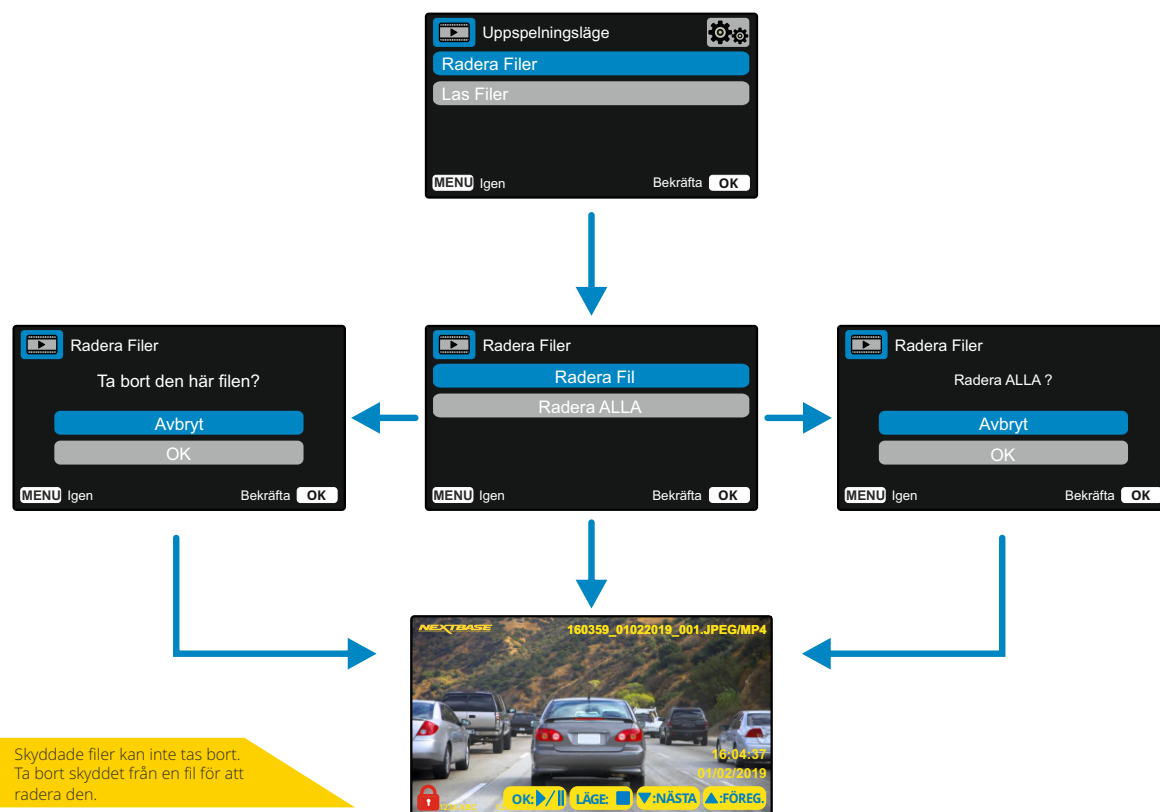 Uppspelningsläge
Radera Filer
Las Filer
MENU Igen Bekräfta OK
Radera Filer
Ta bort den här filen?
Avbryt
OK
MENU Igen Bekräfta OK
Radera Filer
Radera Fil
Radera ALLA
MENU Igen Bekräfta OK
Radera Filer
Radera ALLA ?
Avbryt
OK
MENU Igen Bekräfta OK
NEXTBASE 160359_01022019_001.JPEG/MP4
16:04:37
01/02/2019
OK: LÄGE: :NÄSTA :FÖREG.
Skyddade filer kan inte tas bort.
Ta bort skyddet från en fil för att
radera den.